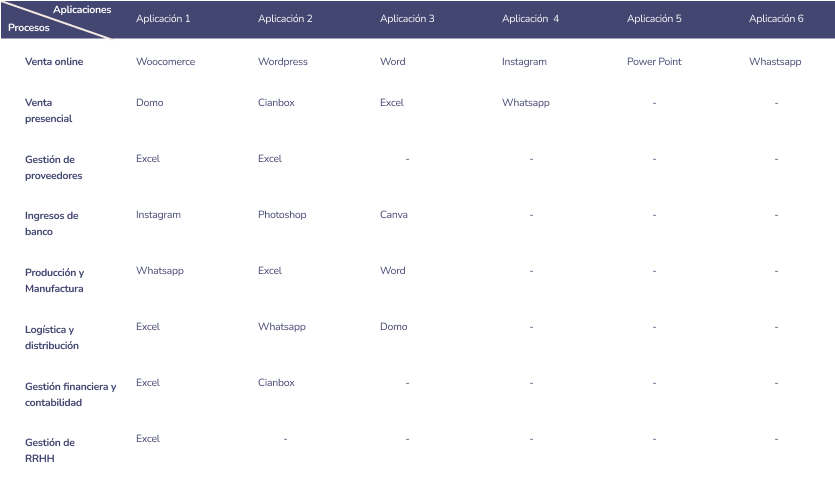 Aplicaciones
Procesos
Aplicación 1 Aplicación 2 Aplicación 3 Aplicación 4 Aplicación 5 Aplicación 6
Venta online Woocomerce Wordpress Word Instagram Power Point Whastsapp
Venta presencial Domo Cianbox Excel Whatsapp - -
Gestión de proveedores Excel Excel - - - -
Ingresos de banco Instagram Photoshop Canva - - -
Producción y Manufactura Whatsapp Excel Word - - -
Logística y distribución Excel Whatsapp Domo - - -
Gestión financiera y contabilidad Excel Cianbox - - - -
Gestión de RRHH Excel - - - - -